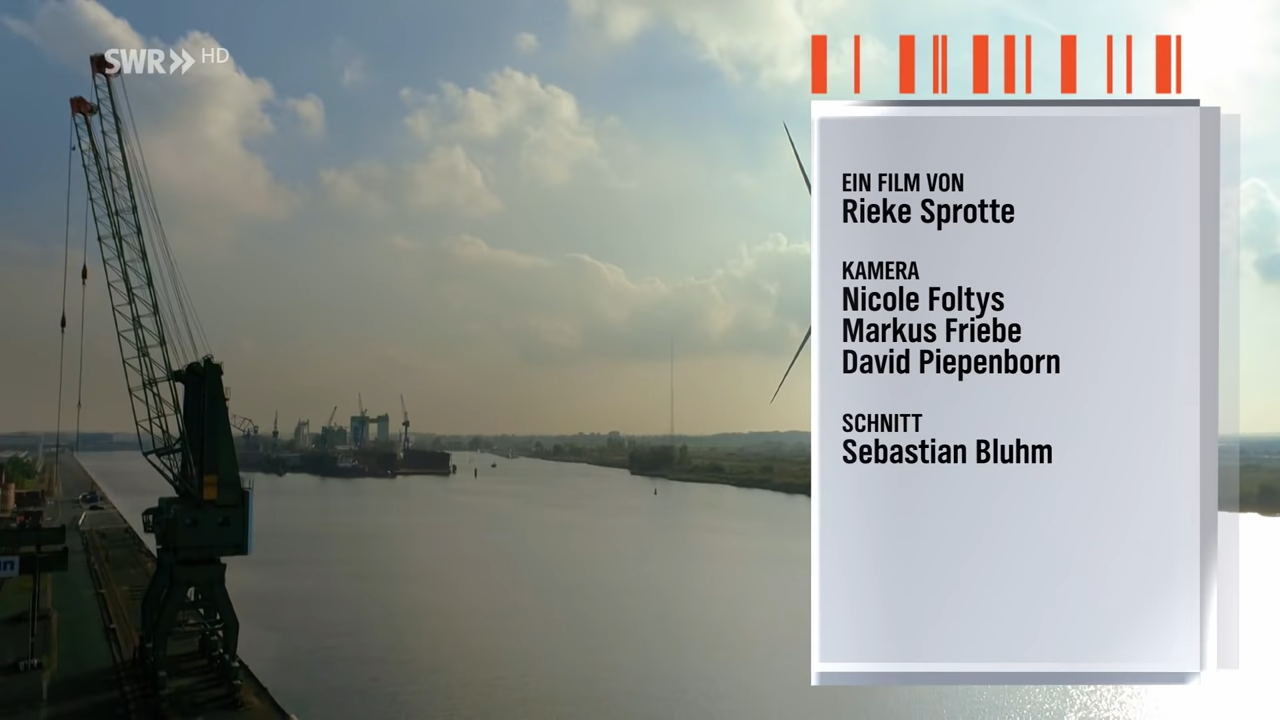 SWR HD
EIN FILM VON
Rieke Sprotte
KAMERA
Nicole Foltys
Markus Friebe
David Piepenborn
SCHNITT
Sebastian Bluhm